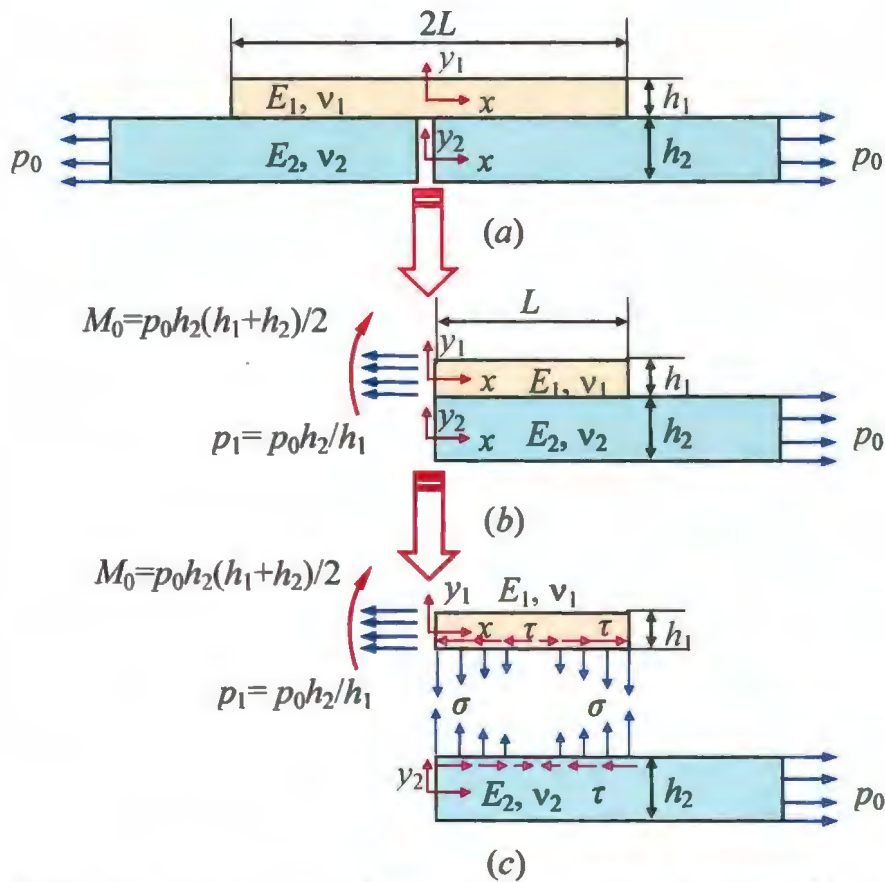 2L
y₁
E₁, ν₁ x h₁
p₀ E₂, ν₂ y₂ x h₂ p₀
(a)
L
M₀=p₀h₂(h₁+h₂)/2
y₁
x E₁, ν₁ h₁
y₂
p₁= p₀h₂/h₁ x E₂, ν₂ h₂ p₀
(b)
M₀=p₀h₂(h₁+h₂)/2
y₁ E₁, ν₁
x τ τ h₁
p₁= p₀h₂/h₁
σ σ
y₂ E₂, ν₂ τ h₂ p₀
(c)